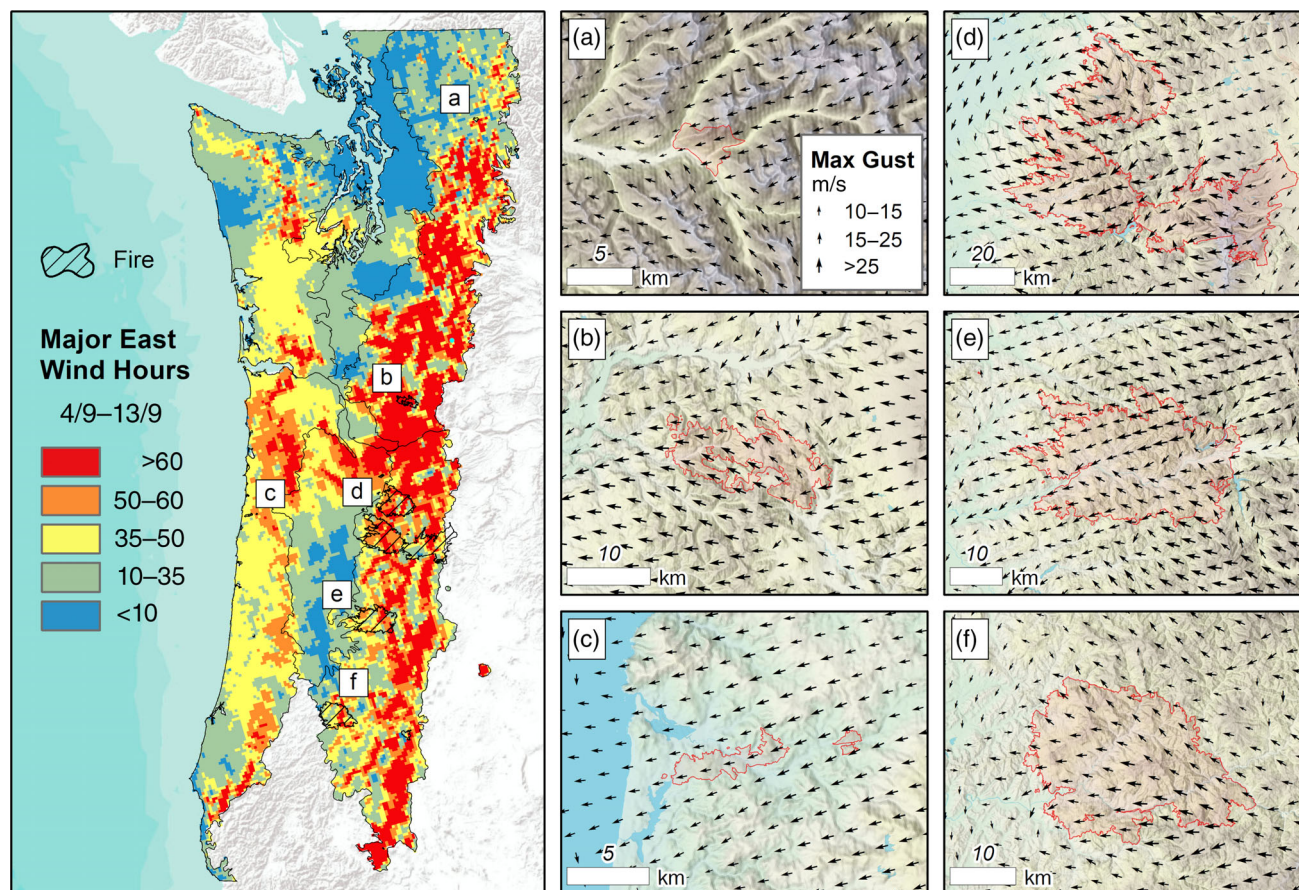 Fire
Major East
Wind Hours
4/9–13/9
>60
50–60
35–50
10–35
<10
a
b
c
d
e
f
(a)
Max Gust
m/s
10–15
15–25
>25
5
km
(b)
10
km
(c)
5
km
(d)
20
km
(e)
10
km
(f)
10
km